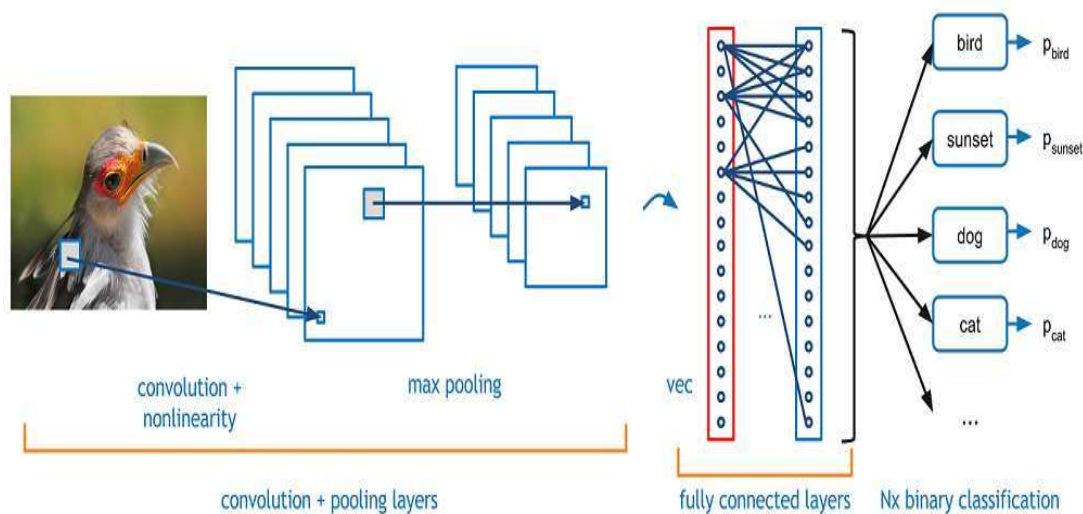 bird
p_bird
sunset
p_sunset
dog
p_dog
cat
p_cat
...
...
convolution +
nonlinearity
max pooling
vec
convolution + pooling layers
fully connected layers
Nx binary classification